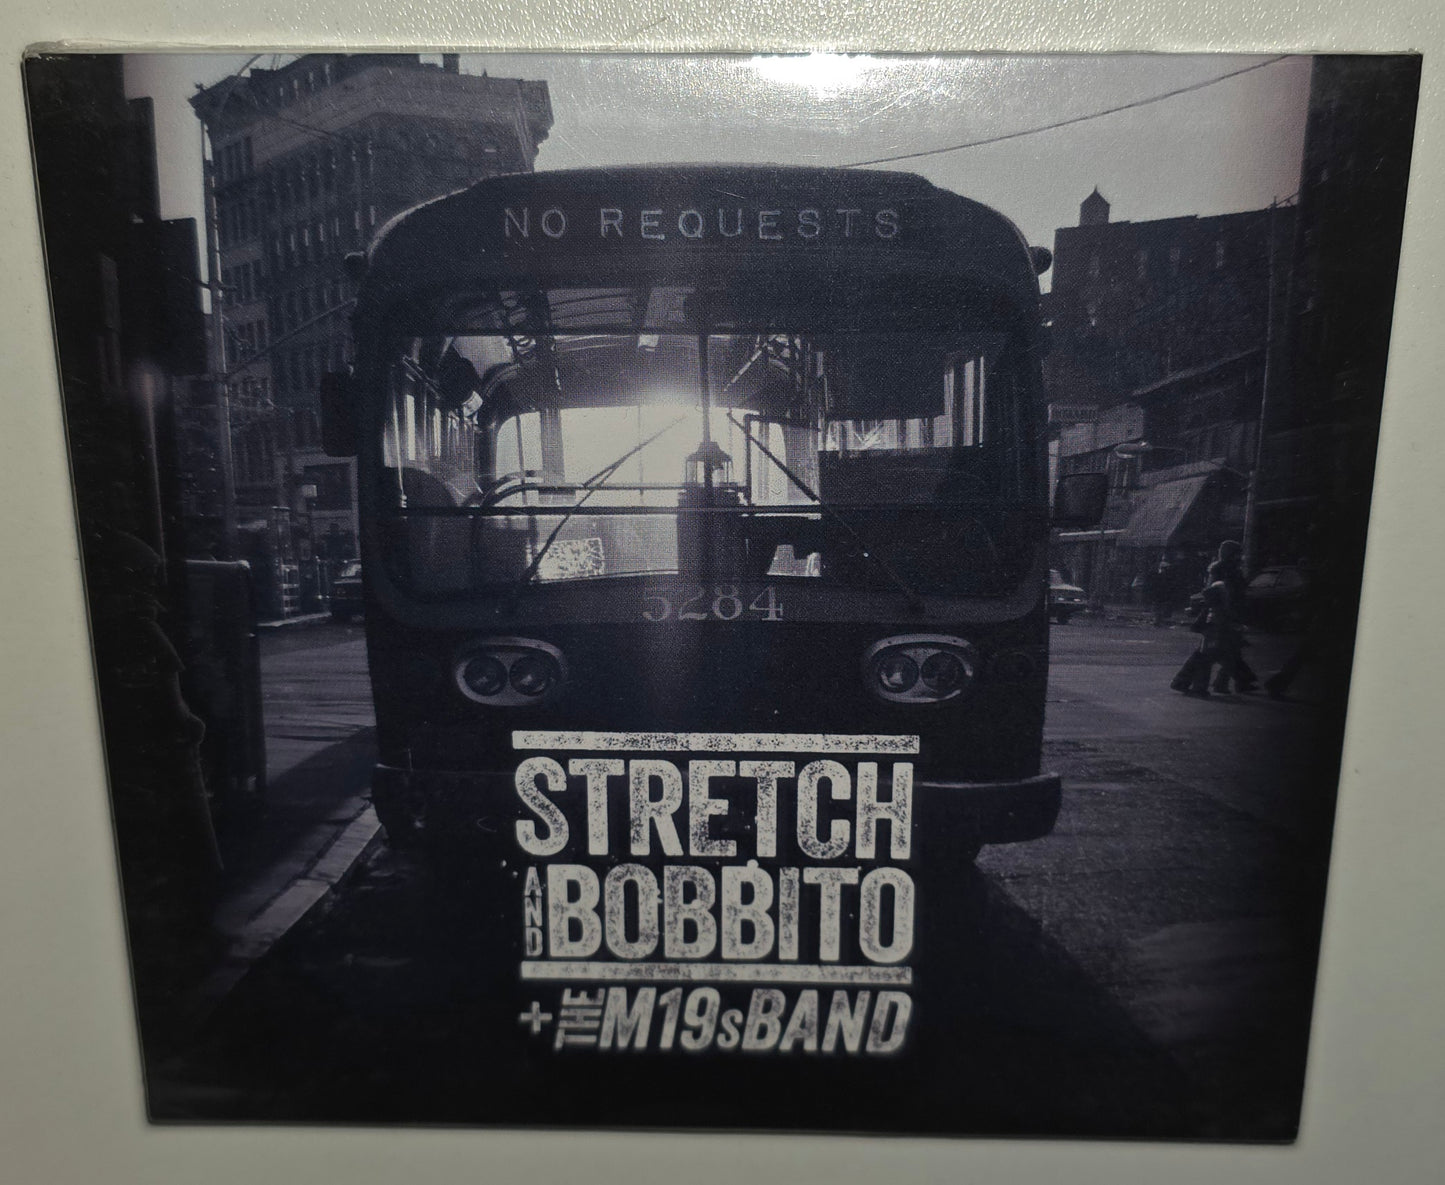 NO REQUESTS
5284
STRETCH
AND BOBBITO
+ THE M19s BAND